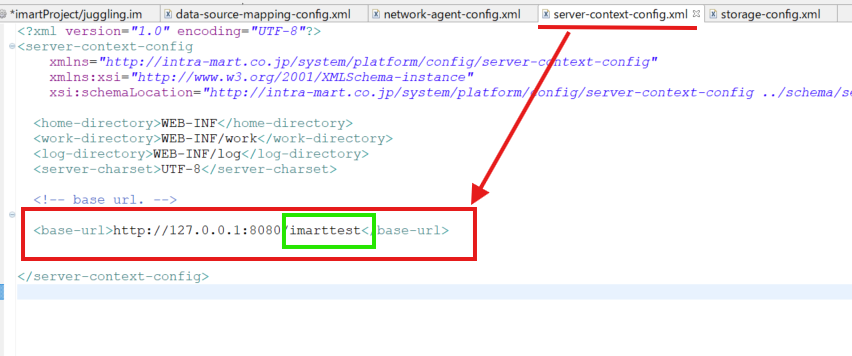 *imartProject/juggling.im data-source-mapping-config.xml network-agent-config.xml server-context-config.xml storage-config.xml
<?xml version="1.0" encoding="UTF-8"?>
<server-context-config
xmlns="http://intra-mart.co.jp/system/platform/config/server-context-config"
xmlns:xsi="http://www.w3.org/2001/XMLSchema-instance"
xsi:schemaLocation="http://intra-mart.co.jp/system/platform/config/server-context-config ../schema/se
<home-directory>WEB-INF</home-directory>
<work-directory>WEB-INF/work</work-directory>
<log-directory>WEB-INF/log</log-directory>
<server-charset>UTF-8</server-charset>
<!-- base url. -->
<base-url>http://127.0.0.1:8080/imarttest</base-url>
</server-context-config>